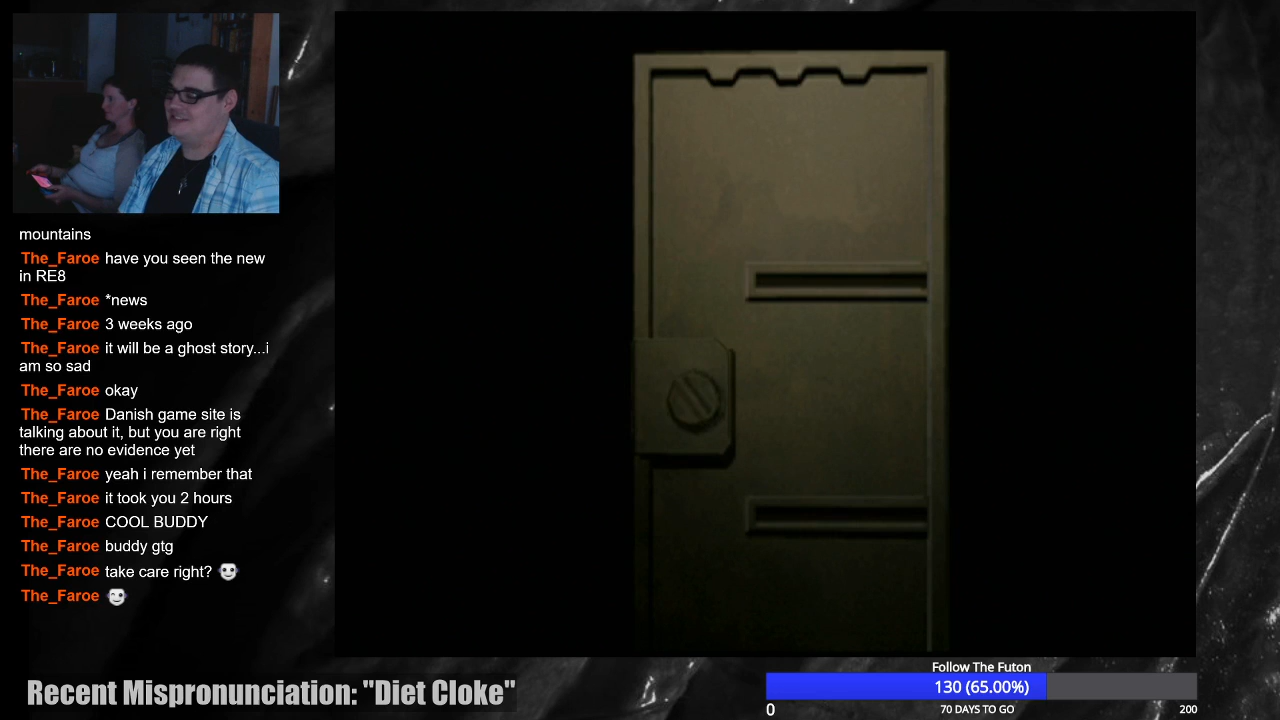 mountains
The_Faroe have you seen the new
in RE8
The_Faroe *news
The_Faroe 3 weeks ago
The_Faroe it will be a ghost story...i
am so sad
The_Faroe okay
The_Faroe Danish game site is
talking about it, but you are right
there are no evidence yet
The_Faroe yeah i remember that
The_Faroe it took you 2 hours
The_Faroe COOL BUDDY
The_Faroe buddy gtg
The_Faroe take care right?
The_Faroe
Recent Mispronunciation: "Diet Cloke"
Follow The Futon
130 (65.00%)
0 70 DAYS TO GO 200